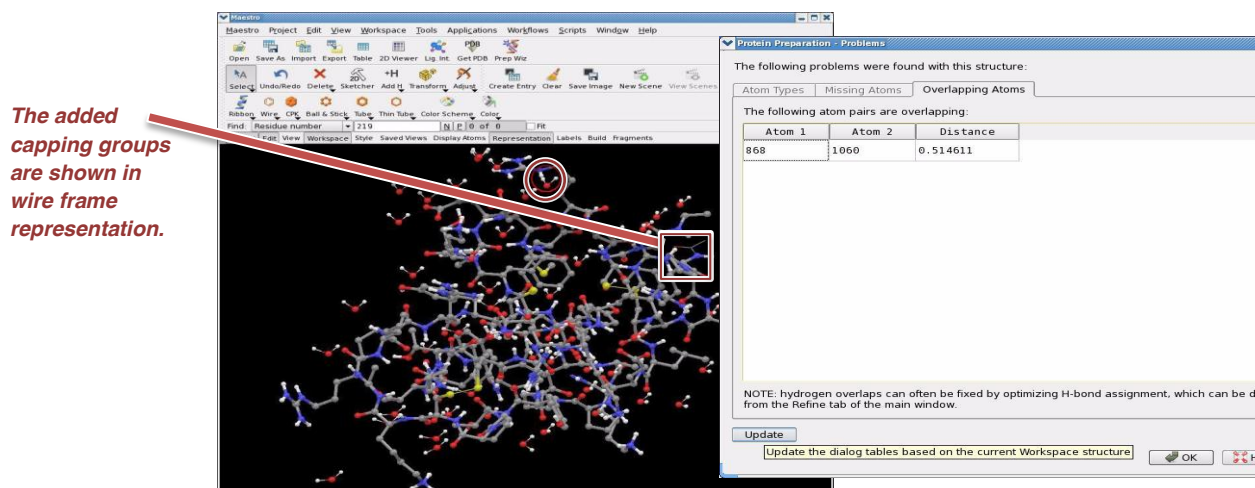 The added
capping groups
are shown in
wire frame
representation.
Maestro
Maestro Project Edit View Workspace Tools Applications Workflows Scripts Window Help
Open Save As Import Export Table 2D Viewer Lig. Int. Get PDB Prep Wiz
Select Undo/Redo Delete Sketcher Add H Transform Adjust Create Entry Clear Save Image New Scene View Scenes
Ribbon Wire CPK Ball & Stick Tube Thin Tube Color Scheme Color
Find: Residue number 219 N P 0 of 0 Fit
Edit View Workspace Style Saved Views Display Atoms Representation Labels Build Fragments
Protein Preparation - Problems
The following problems were found with this structure:
Atom Types Missing Atoms Overlapping Atoms
The following atom pairs are overlapping:
Atom 1 Atom 2 Distance
868 1060 0.514611
NOTE: hydrogen overlaps can often be fixed by optimizing H-bond assignment, which can be d
from the Refine tab of the main window.
Update
Update the dialog tables based on the current Workspace structure
OK H